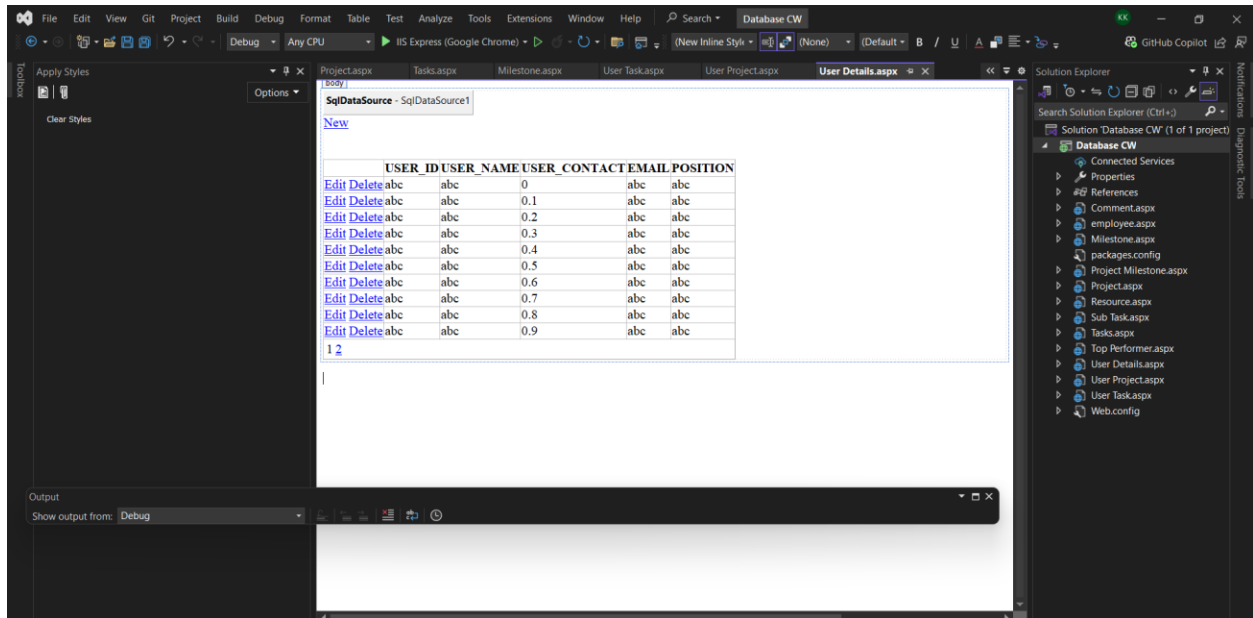 File Edit View Git Project Build Debug Format Table Test Analyze Tools Extensions Window Help Search Database CW KK
Debug Any CPU IIS Express (Google Chrome) (New Inline Style (None) (Default B I U A GitHub Copilot
Toolbox
Apply Styles
Options
Clear Styles
Project.aspx Tasks.aspx Milestone.aspx User Task.aspx User Project.aspx User Details.aspx
body
SqlDataSource - SqlDataSource1
New
USER_ID USER_NAME USER_CONTACT EMAIL POSITION
Edit Delete abc abc 0 abc abc
Edit Delete abc abc 0.1 abc abc
Edit Delete abc abc 0.2 abc abc
Edit Delete abc abc 0.3 abc abc
Edit Delete abc abc 0.4 abc abc
Edit Delete abc abc 0.5 abc abc
Edit Delete abc abc 0.6 abc abc
Edit Delete abc abc 0.7 abc abc
Edit Delete abc abc 0.8 abc abc
Edit Delete abc abc 0.9 abc abc
1 2
Output
Show output from: Debug
Solution Explorer
Search Solution Explorer (Ctrl+;)
Solution 'Database CW' (1 of 1 project)
Database CW
Connected Services
Properties
References
Comment.aspx
employee.aspx
Milestone.aspx
packages.config
Project Milestone.aspx
Project.aspx
Resource.aspx
Sub Task.aspx
Tasks.aspx
Top Performer.aspx
User Details.aspx
User Project.aspx
User Task.aspx
Web.config
Notifications
Diagnostic Tools